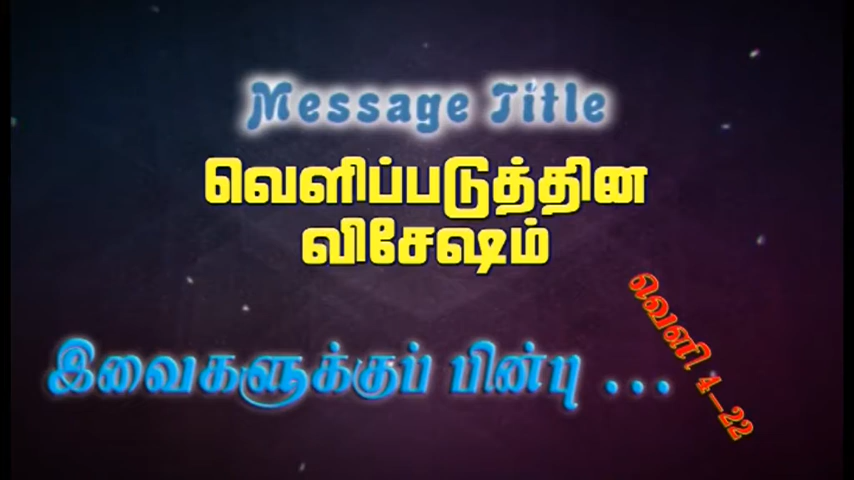 Message Title
வெளிப்படுத்தின
விசேஷம்
இவைகளுக்குப் பின்பு ...
வெளி 4-22